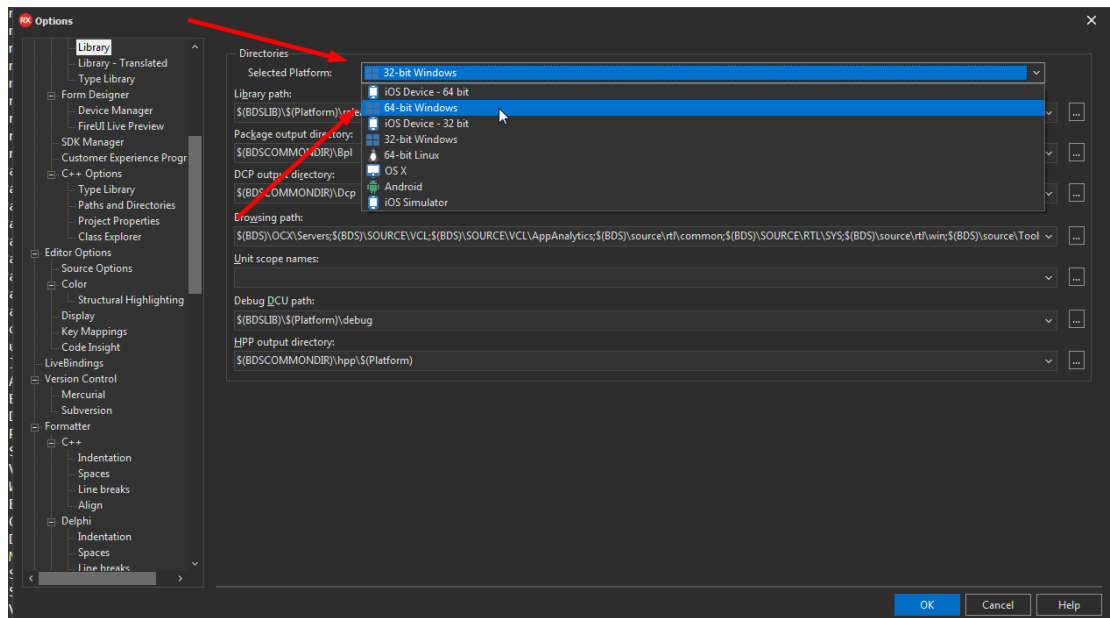 RX Options
Library
Library - Translated
Type Library
Form Designer
Device Manager
FireUI Live Preview
SDK Manager
Customer Experience Progr
C++ Options
Type Library
Paths and Directories
Project Properties
Class Explorer
Editor Options
Source Options
Color
Structural Highlighting
Display
Key Mappings
Code Insight
LiveBindings
Version Control
Mercurial
Subversion
Formatter
C++
Indentation
Spaces
Line breaks
Align
Delphi
Indentation
Spaces
Line breaks
Directories
Selected Platform:
32-bit Windows
iOS Device - 64 bit
64-bit Windows
iOS Device - 32 bit
32-bit Windows
64-bit Linux
OS X
Android
iOS Simulator
Library path:
$(BDSLIB)\$(Platform)\relea
...
Package output directory:
$(BDSCOMMONDIR)\Bpl
...
DCP output directory:
$(BDSCOMMONDIR)\Dcp
...
Browsing path:
$(BDS)\OCX\Servers;$(BDS)\SOURCE\VCL;$(BDS)\SOURCE\VCL\AppAnalytics;$(BDS)\source\rtl\common;$(BDS)\SOURCE\RTL\SYS;$(BDS)\source\rtl\win;$(BDS)\source\Tool
...
Unit scope names:
...
Debug DCU path:
$(BDSLIB)\$(Platform)\debug
...
HPP output directory:
$(BDSCOMMONDIR)\hpp\$(Platform)
...
OK
Cancel
Help